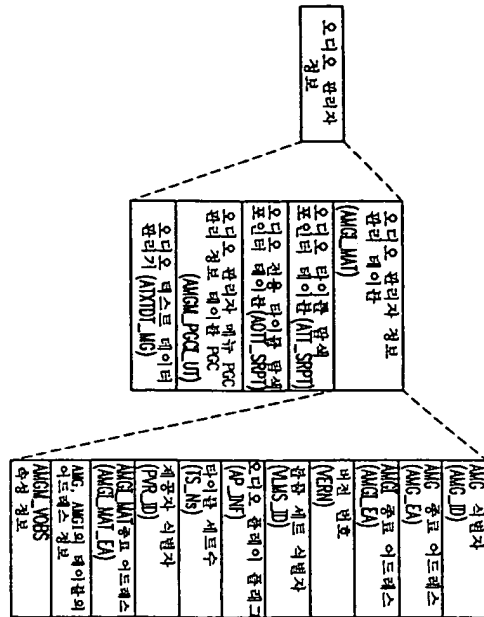 오디오 관리자
정보
오디오 관리자 정보
관리 테이블
(AMGI_MAT)
오디오 타이틀 탐색
포인터 테이블 (ATT_SRPT)
오디오 전용 타이틀 탐색
포인터 테이블 (AOTT_SRPT)
오디오 관리자 메뉴 PGC
관리 정보 테이블 PGC
(AMGM_PGCI_UT)
오디오 텍스트 데이터
관리기 (ATXTDT_MG)
AMG 식별자
(AMG_ID)
AMG 종료 어드레스
(AMG_EA)
AMGI 종료 어드레스
(AMGI_EA)
버전 번호
(VERN)
볼륨 세트 식별자
(VLMS_ID)
오디오 플레이 플래그
(AP_INF)
타이틀 세트수
(TS_Ns)
제공자 식별자
(PVR_ID)
AMGI_MAT 종료 어드레스
(AMGI_MAT_EA)
AMG, AMGI의 테이블의
어드레스 정보
AMGM_VOBS
속성 정보